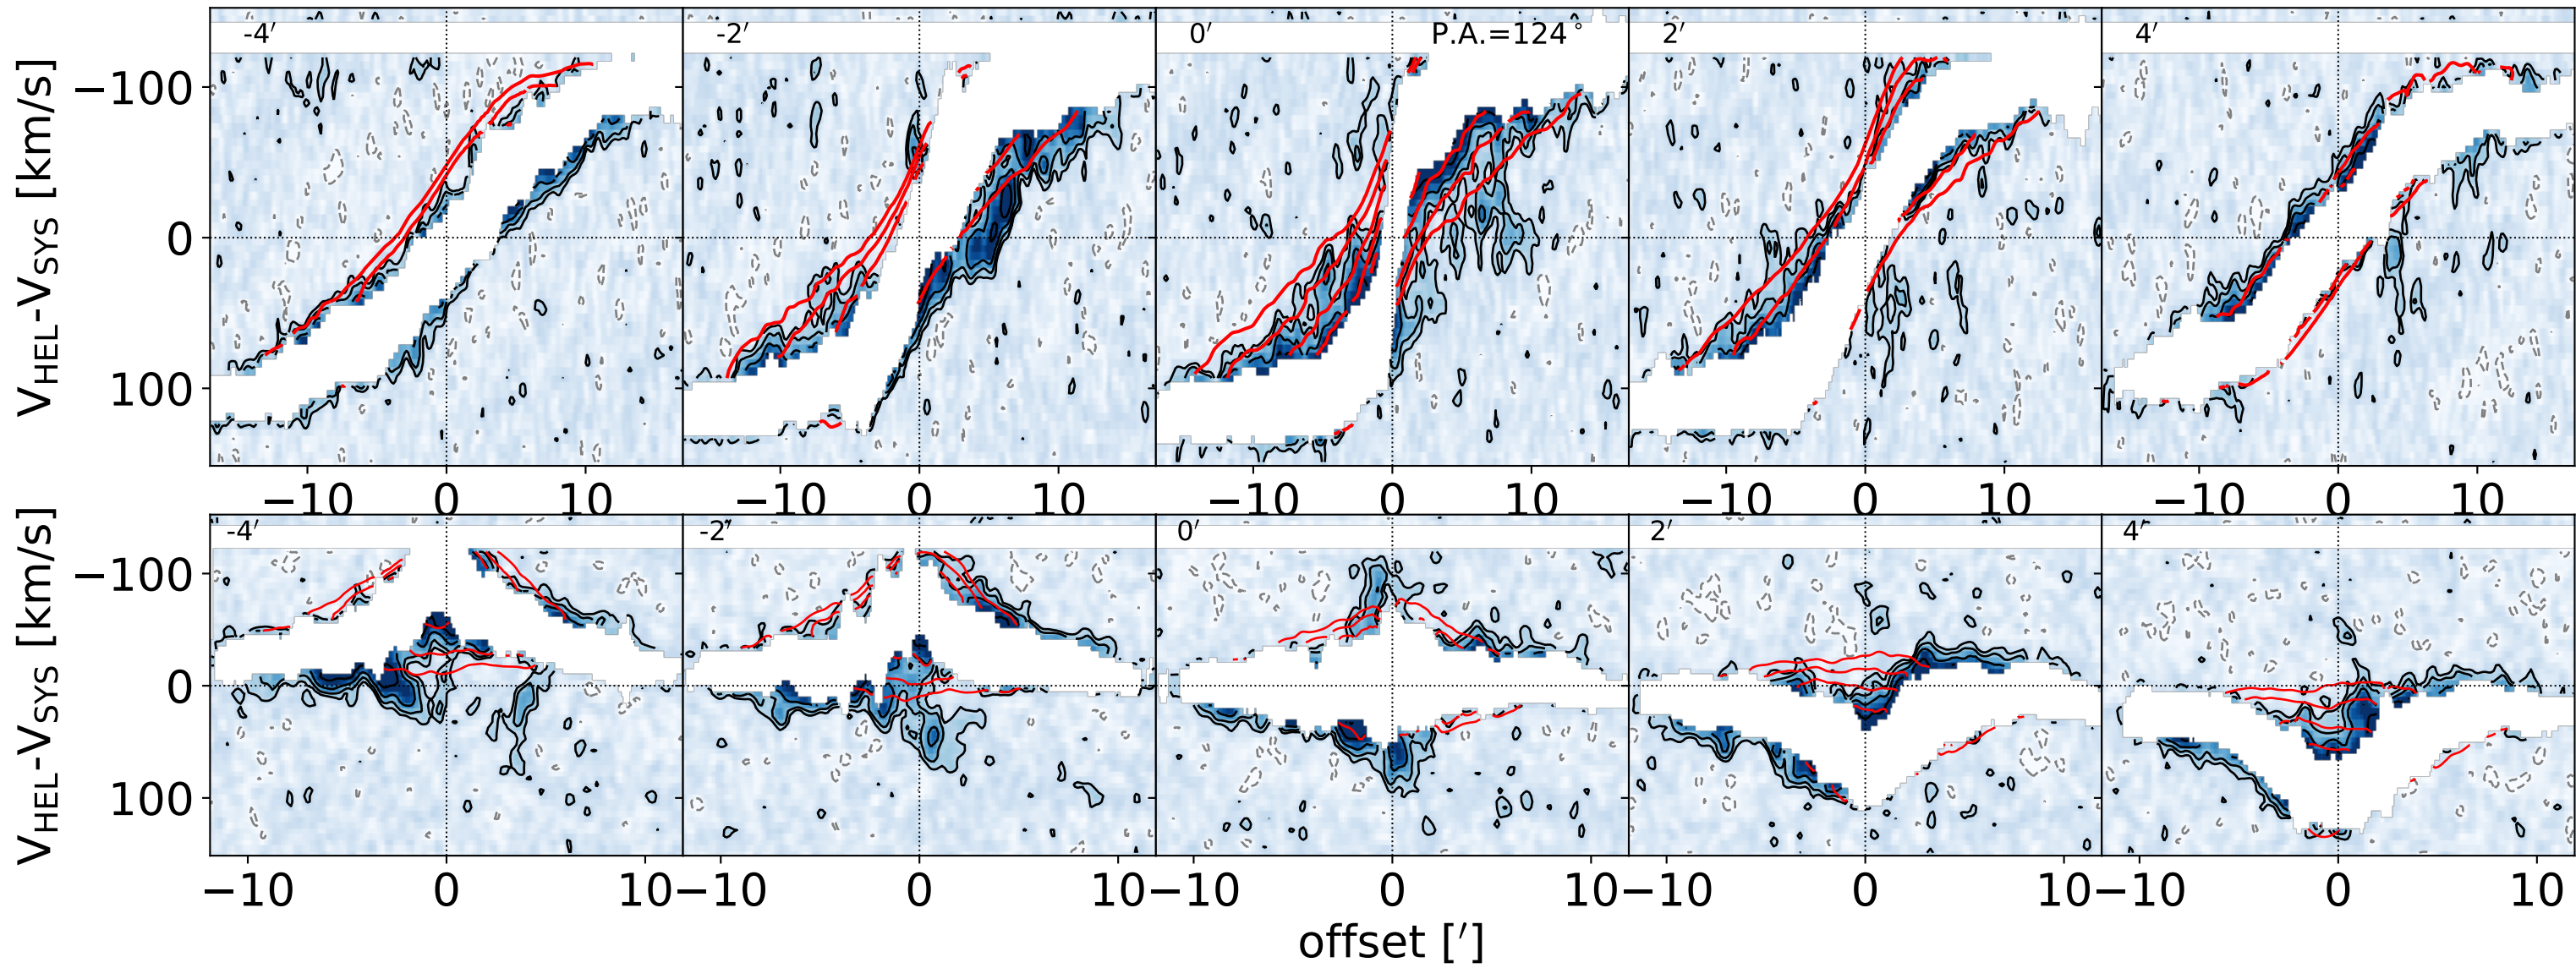 -4′ -2′ 0′ P.A.=124° 2′ 4′
V_HEL-V_SYS [km/s]
−100
0
100
−10 0 10 −10 0 10 −10 0 10 −10 0 10 −10 0 10
-4′ -2′ 0′ 2′ 4′
V_HEL-V_SYS [km/s]
−100
0
100
−10 0 10 −10 0 10 −10 0 10 −10 0 10 −10 0 10
offset [′]